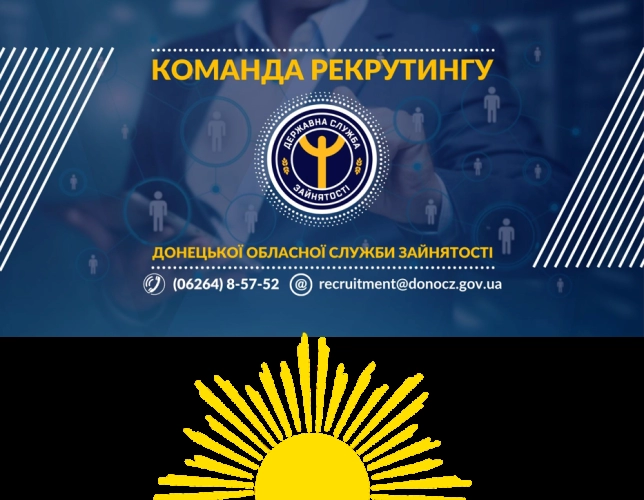 КОМАНДА РЕКРУТИНГУ
ДЕРЖАВНА СЛУЖБА
ЗАЙНЯТОСТІ
ДОНЕЦЬКОЇ ОБЛАСНОЇ СЛУЖБИ ЗАЙНЯТОСТІ
(06264) 8-57-52 @ recruitment@donocz.gov.ua